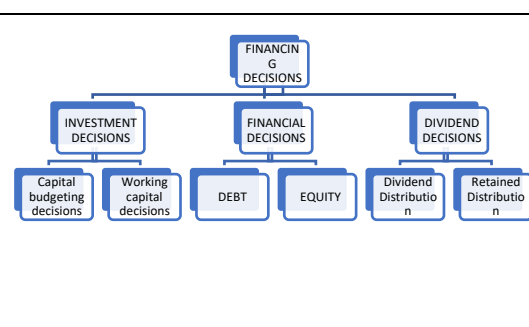 FINANCIN
G
DECISIONS
INVESTMENT
DECISIONS
FINANCIAL
DECISIONS
DIVIDEND
DECISIONS
Capital
budgeting
decisions
Working
capital
decisions
DEBT
EQUITY
Dividend
Distributio
n
Retained
Distributio
n